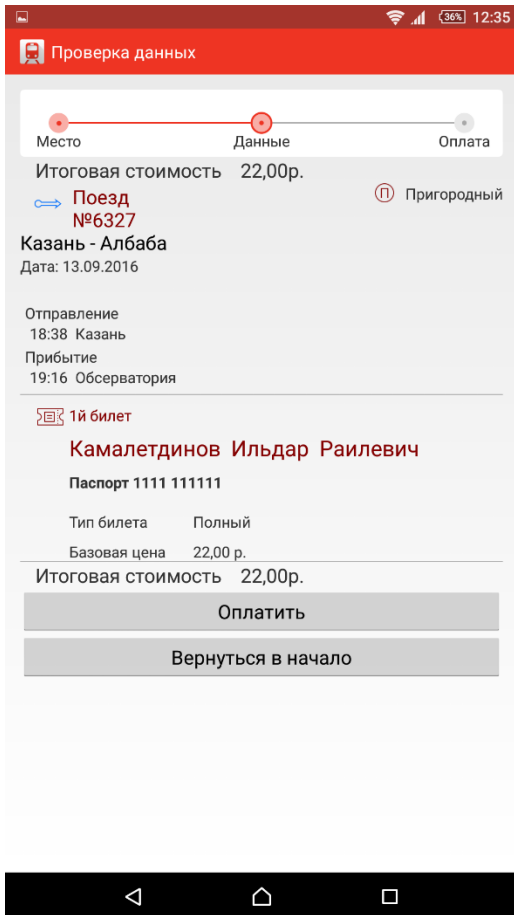 36% 12:35
Проверка данных
Место Данные Оплата
Итоговая стоимость 22,00р.
Поезд
№6327
П Пригородный
Казань - Албаба
Дата: 13.09.2016
Отправление
18:38 Казань
Прибытие
19:16 Обсерватория
1й билет
Камалетдинов Ильдар Раилевич
Паспорт 1111 111111
Тип билета Полный
Базовая цена 22,00 р.
Итоговая стоимость 22,00р.
Оплатить
Вернуться в начало